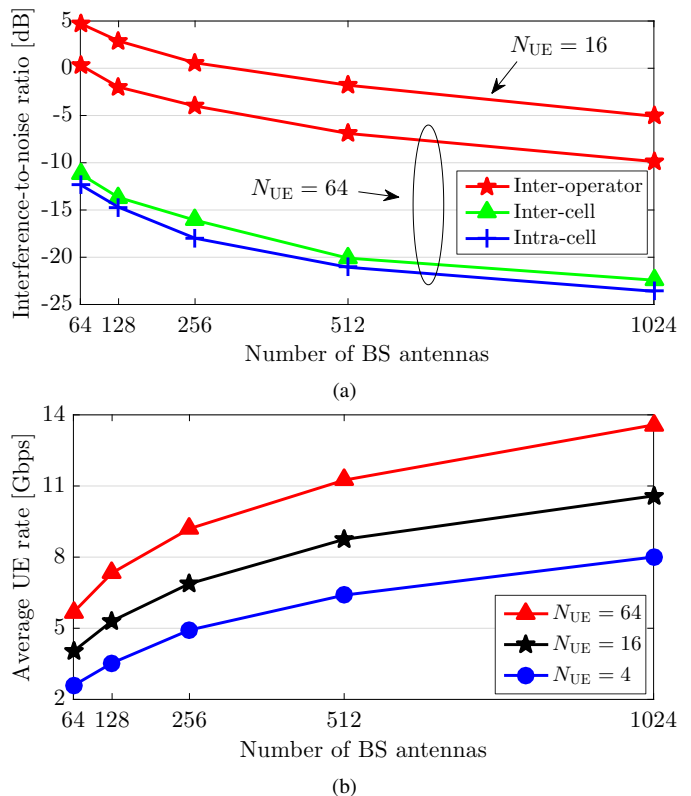 Interference-to-noise ratio [dB]
5
0
-5
-10
-15
-20
-25
N_UE = 16
N_UE = 64
Inter-operator
Inter-cell
Intra-cell
64 128 256 512 1024
Number of BS antennas
(a)
Average UE rate [Gbps]
14
11
8
5
2
N_UE = 64
N_UE = 16
N_UE = 4
64 128 256 512 1024
Number of BS antennas
(b)